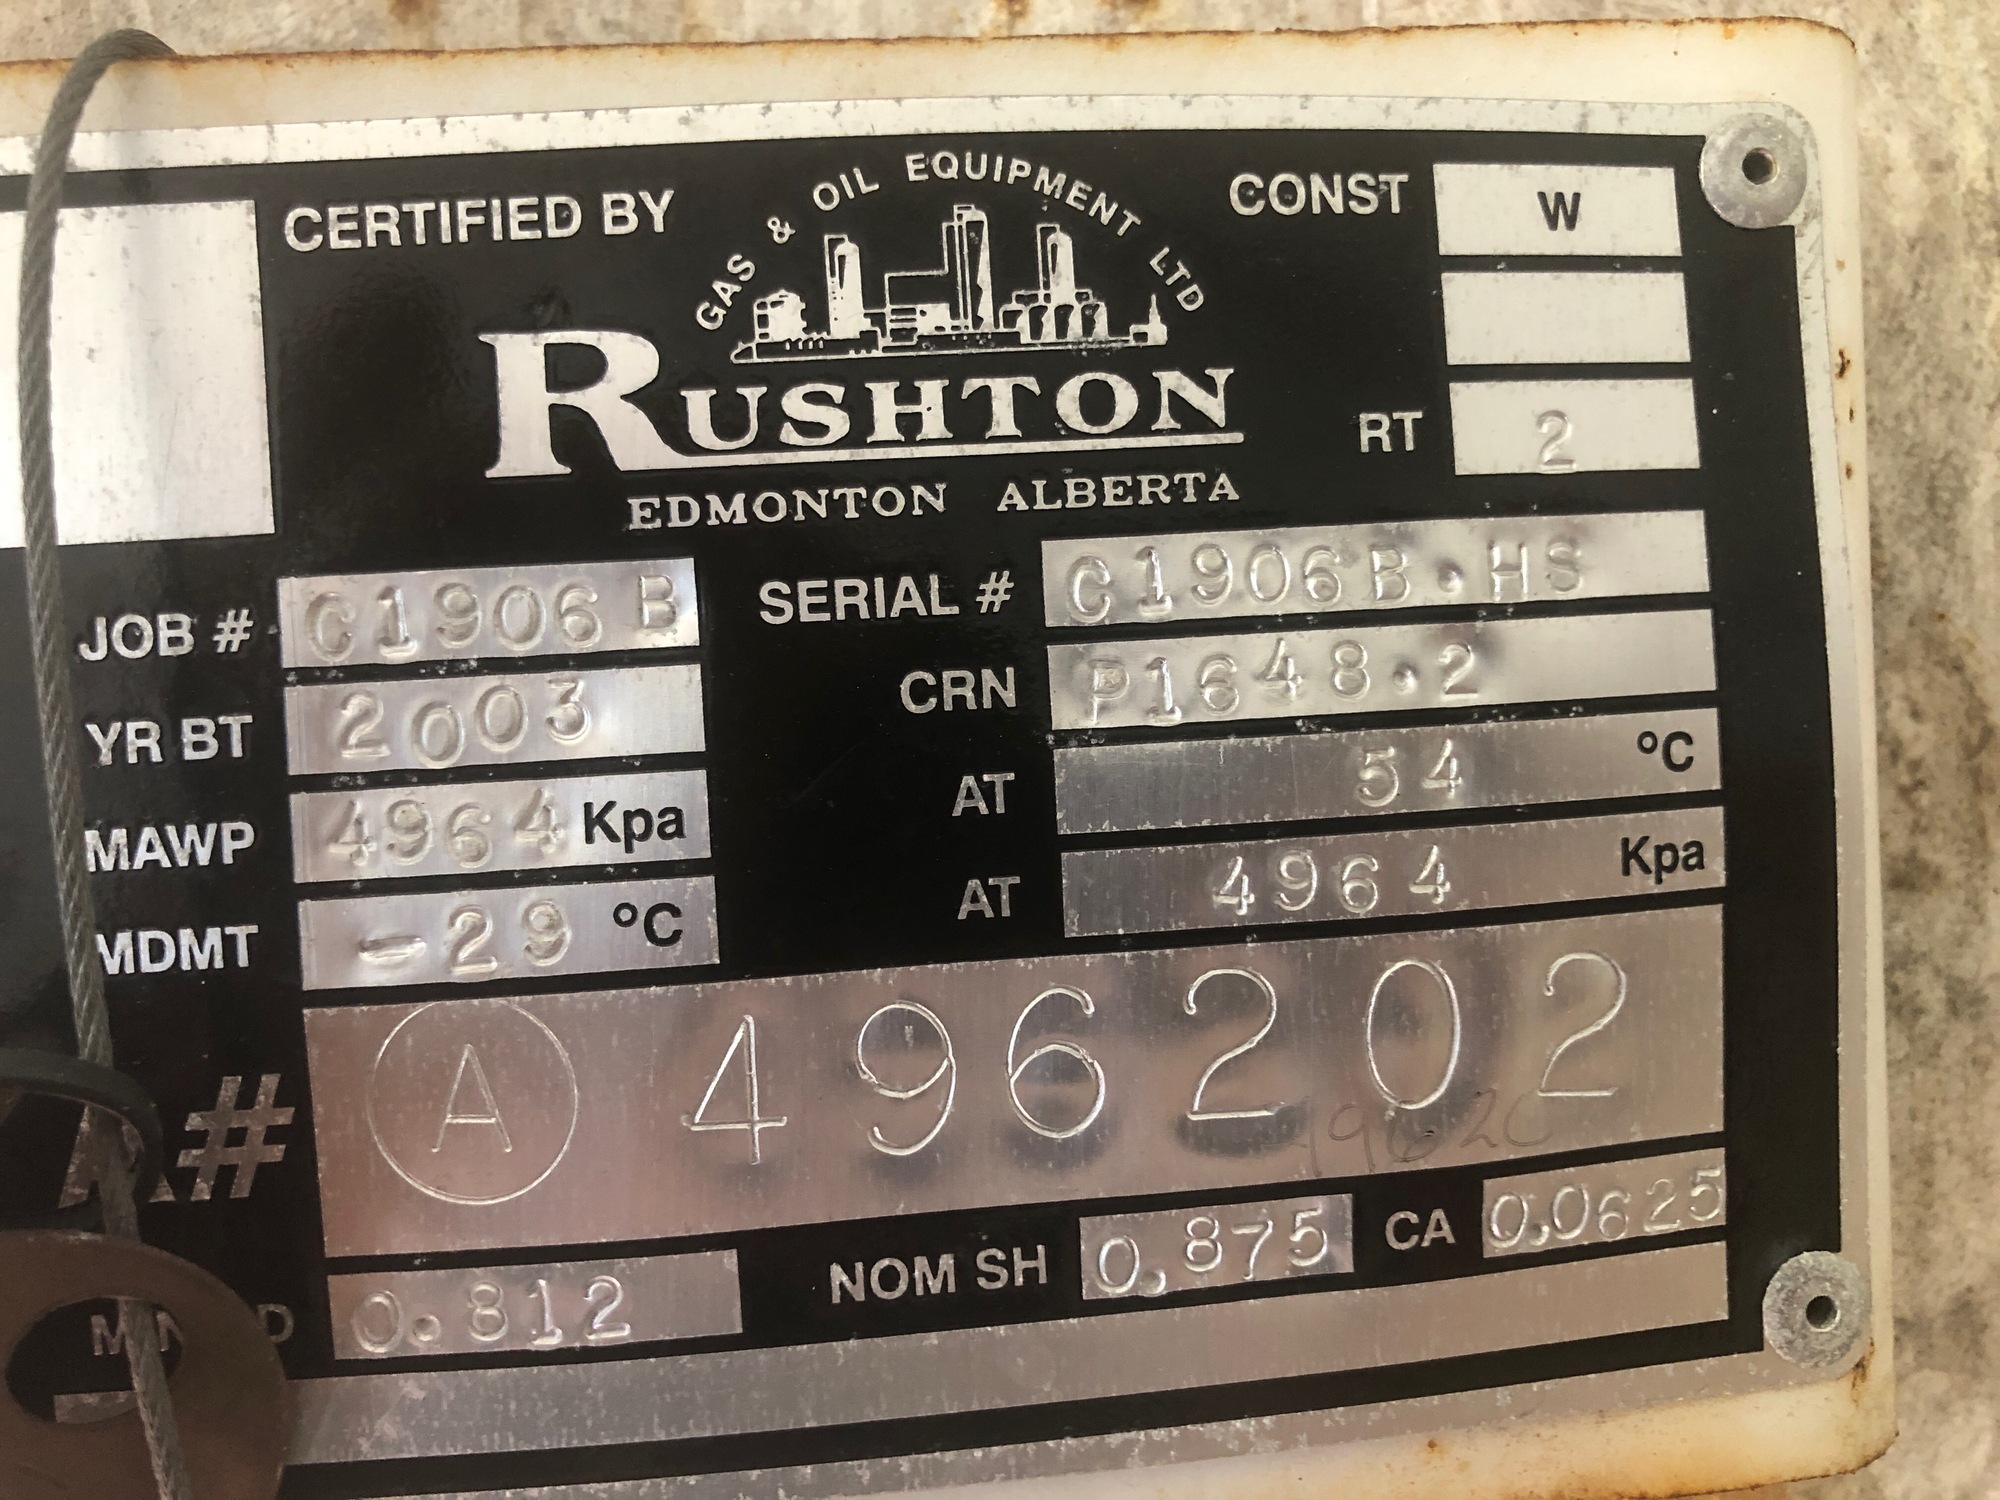 CERTIFIED BY
GAS & OIL EQUIPMENT LTD
RUSHTON
EDMONTON ALBERTA
CONST W
RT 2
JOB # C1906B
SERIAL # C1906B·HS
YR BT 2003
CRN P1648·2
MAWP 4964 Kpa
AT 54 °C
MDMT -29 °C
AT 4964 Kpa
A# A 496202
0.812
NOM SH 0.875
CA 0.0625